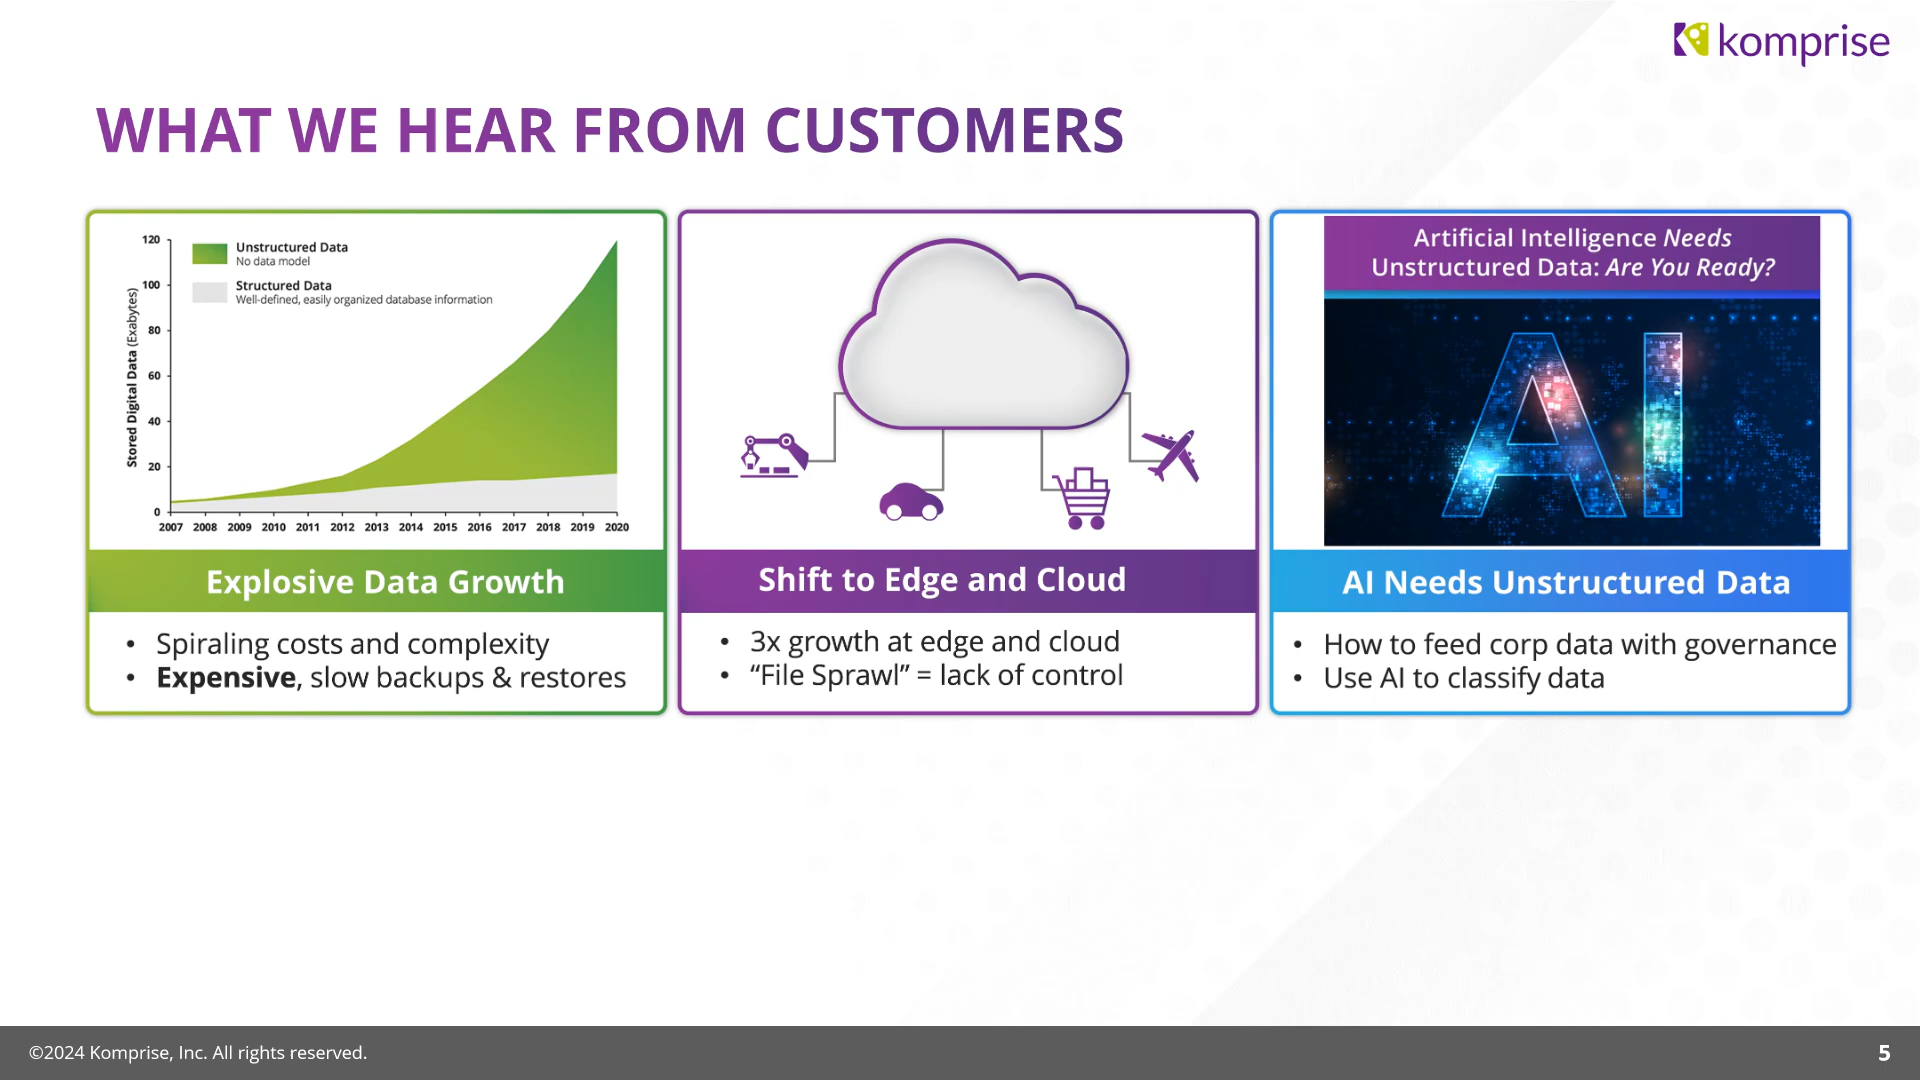 komprise
WHAT WE HEAR FROM CUSTOMERS
Unstructured Data
No data model
Structured Data
Well-defined, easily organized database information
Stored Digital Data (Exabytes)
120
100
80
60
40
20
0
2007 2008 2009 2010 2011 2012 2013 2014 2015 2016 2017 2018 2019 2020
Explosive Data Growth
• Spiraling costs and complexity
• Expensive, slow backups & restores
Shift to Edge and Cloud
• 3x growth at edge and cloud
• “File Sprawl” = lack of control
Artificial Intelligence Needs
Unstructured Data: Are You Ready?
AI
AI Needs Unstructured Data
• How to feed corp data with governance
• Use AI to classify data
©2024 Komprise, Inc. All rights reserved.
5